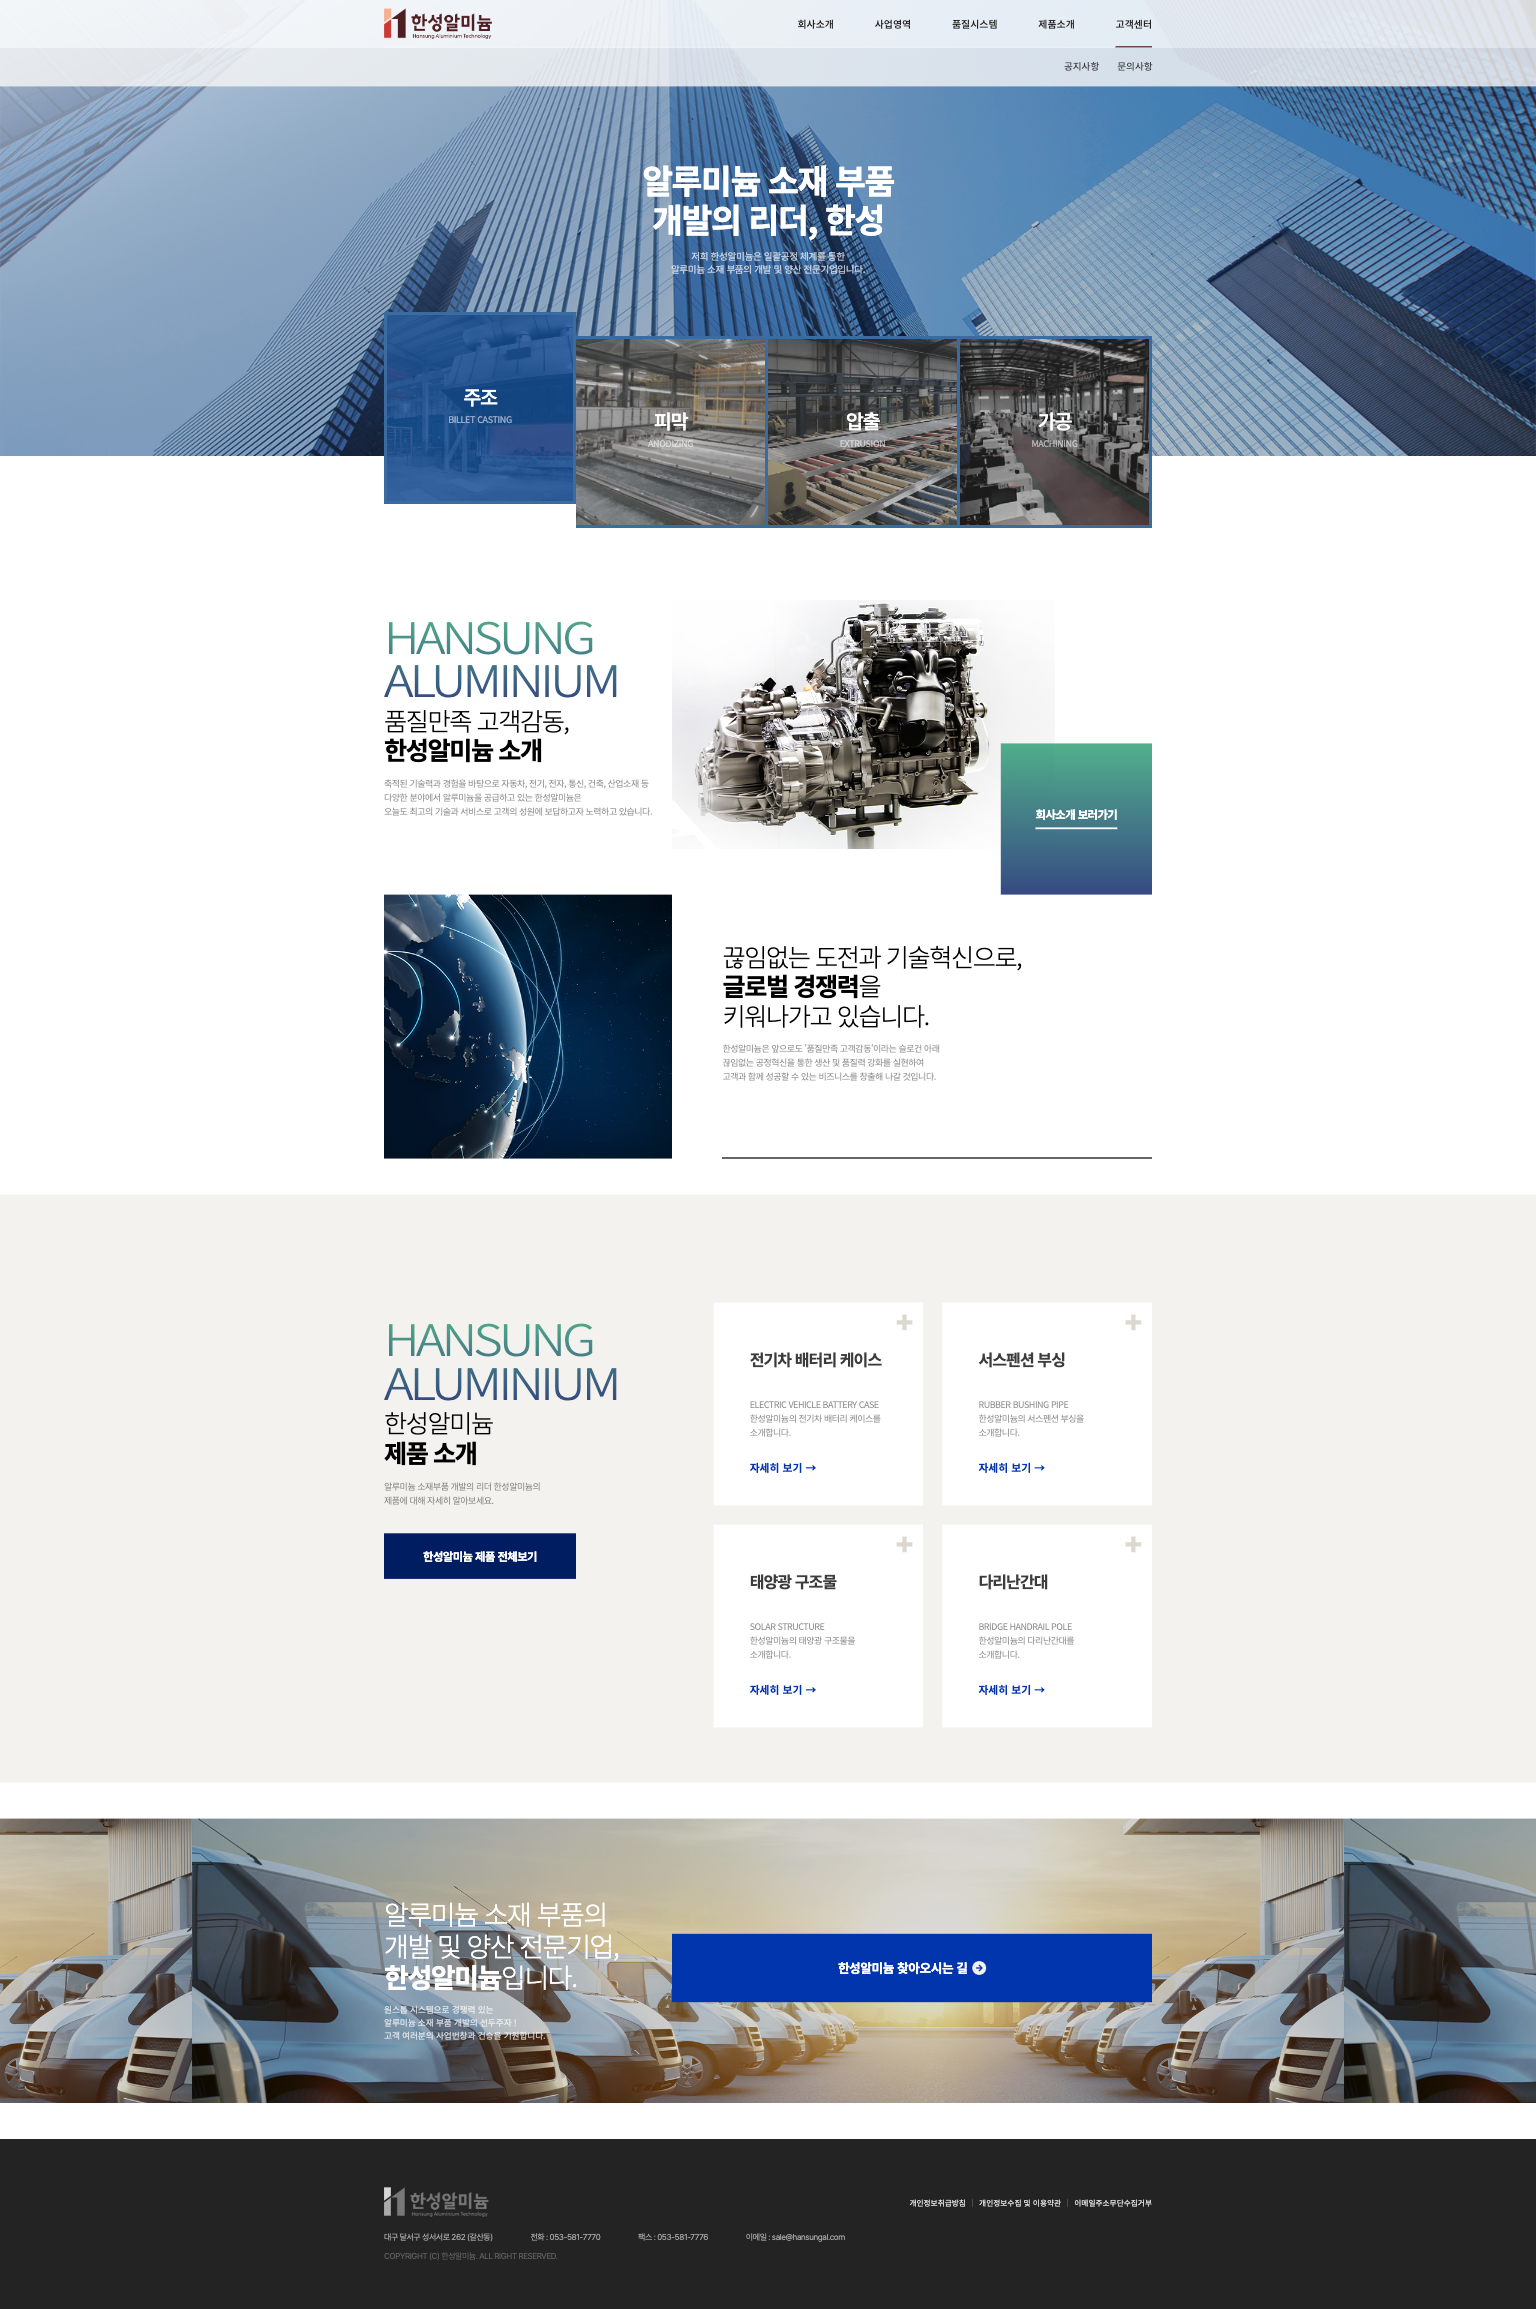 한성알미늄
Hansung Aluminium Technology
회사소개 사업영역 품질시스템 제품소개 고객센터
공지사항 문의사항
알루미늄 소재 부품
개발의 리더, 한성
저희 한성알미늄은 일괄공정 체계를 통한
알루미늄 소재 부품의 개발 및 양산 전문기업입니다.
주조
BILLET CASTING
피막
ANODIZING
압출
EXTRUSION
가공
MACHINING
HANSUNG
ALUMINIUM
품질만족 고객감동,
한성알미늄 소개
축적된 기술력과 경험을 바탕으로 자동차, 전기, 전자, 통신, 건축, 산업소재 등
다양한 분야에서 알루미늄을 공급하고 있는 한성알미늄은
오늘도 최고의 기술과 서비스로 고객의 성원에 보답하고자 노력하고 있습니다.
회사소개 보러가기
끊임없는 도전과 기술혁신으로,
글로벌 경쟁력을
키워나가고 있습니다.
한성알미늄은 앞으로도 '품질만족 고객감동'이라는 슬로건 아래
끊임없는 공정혁신을 통한 생산 및 품질력 강화를 실현하여
고객과 함께 성공할 수 있는 비즈니스를 창출해 나갈 것입니다.
HANSUNG
ALUMINIUM
한성알미늄
제품 소개
알루미늄 소재부품 개발의 리더 한성알미늄의
제품에 대해 자세히 알아보세요.
한성알미늄 제품 전체보기
전기차 배터리 케이스
ELECTRIC VEHICLE BATTERY CASE
한성알미늄의 전기차 배터리 케이스를
소개합니다.
자세히 보기 →
서스펜션 부싱
RUBBER BUSHING PIPE
한성알미늄의 서스펜션 부싱을
소개합니다.
자세히 보기 →
태양광 구조물
SOLAR STRUCTURE
한성알미늄의 태양광 구조물을
소개합니다.
자세히 보기 →
다리난간대
BRIDGE HANDRAIL POLE
한성알미늄의 다리난간대를
소개합니다.
자세히 보기 →
알루미늄 소재 부품의
개발 및 양산 전문기업,
한성알미늄입니다.
원스톱 시스템으로 경쟁력 있는
알루미늄 소재 부품 개발의 선두주자 !
고객 여러분의 사업번창과 건승을 기원합니다.
한성알미늄 찾아오시는 길
한성알미늄
Hansung Aluminium Technology
개인정보취급방침 | 개인정보수집 및 이용약관 | 이메일주소무단수집거부
대구 달서구 성서서로 262 (갈산동) 전화 : 053-581-7770 팩스 : 053-581-7776 이메일 : sale@hansungal.com
COPYRIGHT (C) 한성알미늄. ALL RIGHT RESERVED.